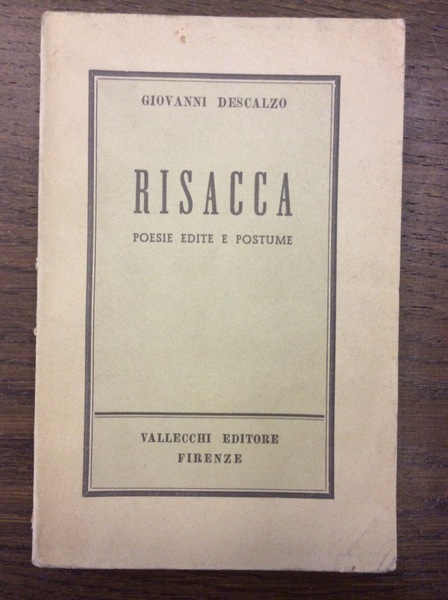 GIOVANNI DESCALZO
RISACCA
POESIE EDITE E POSTUME
VALLECCHI EDITORE
FIRENZE